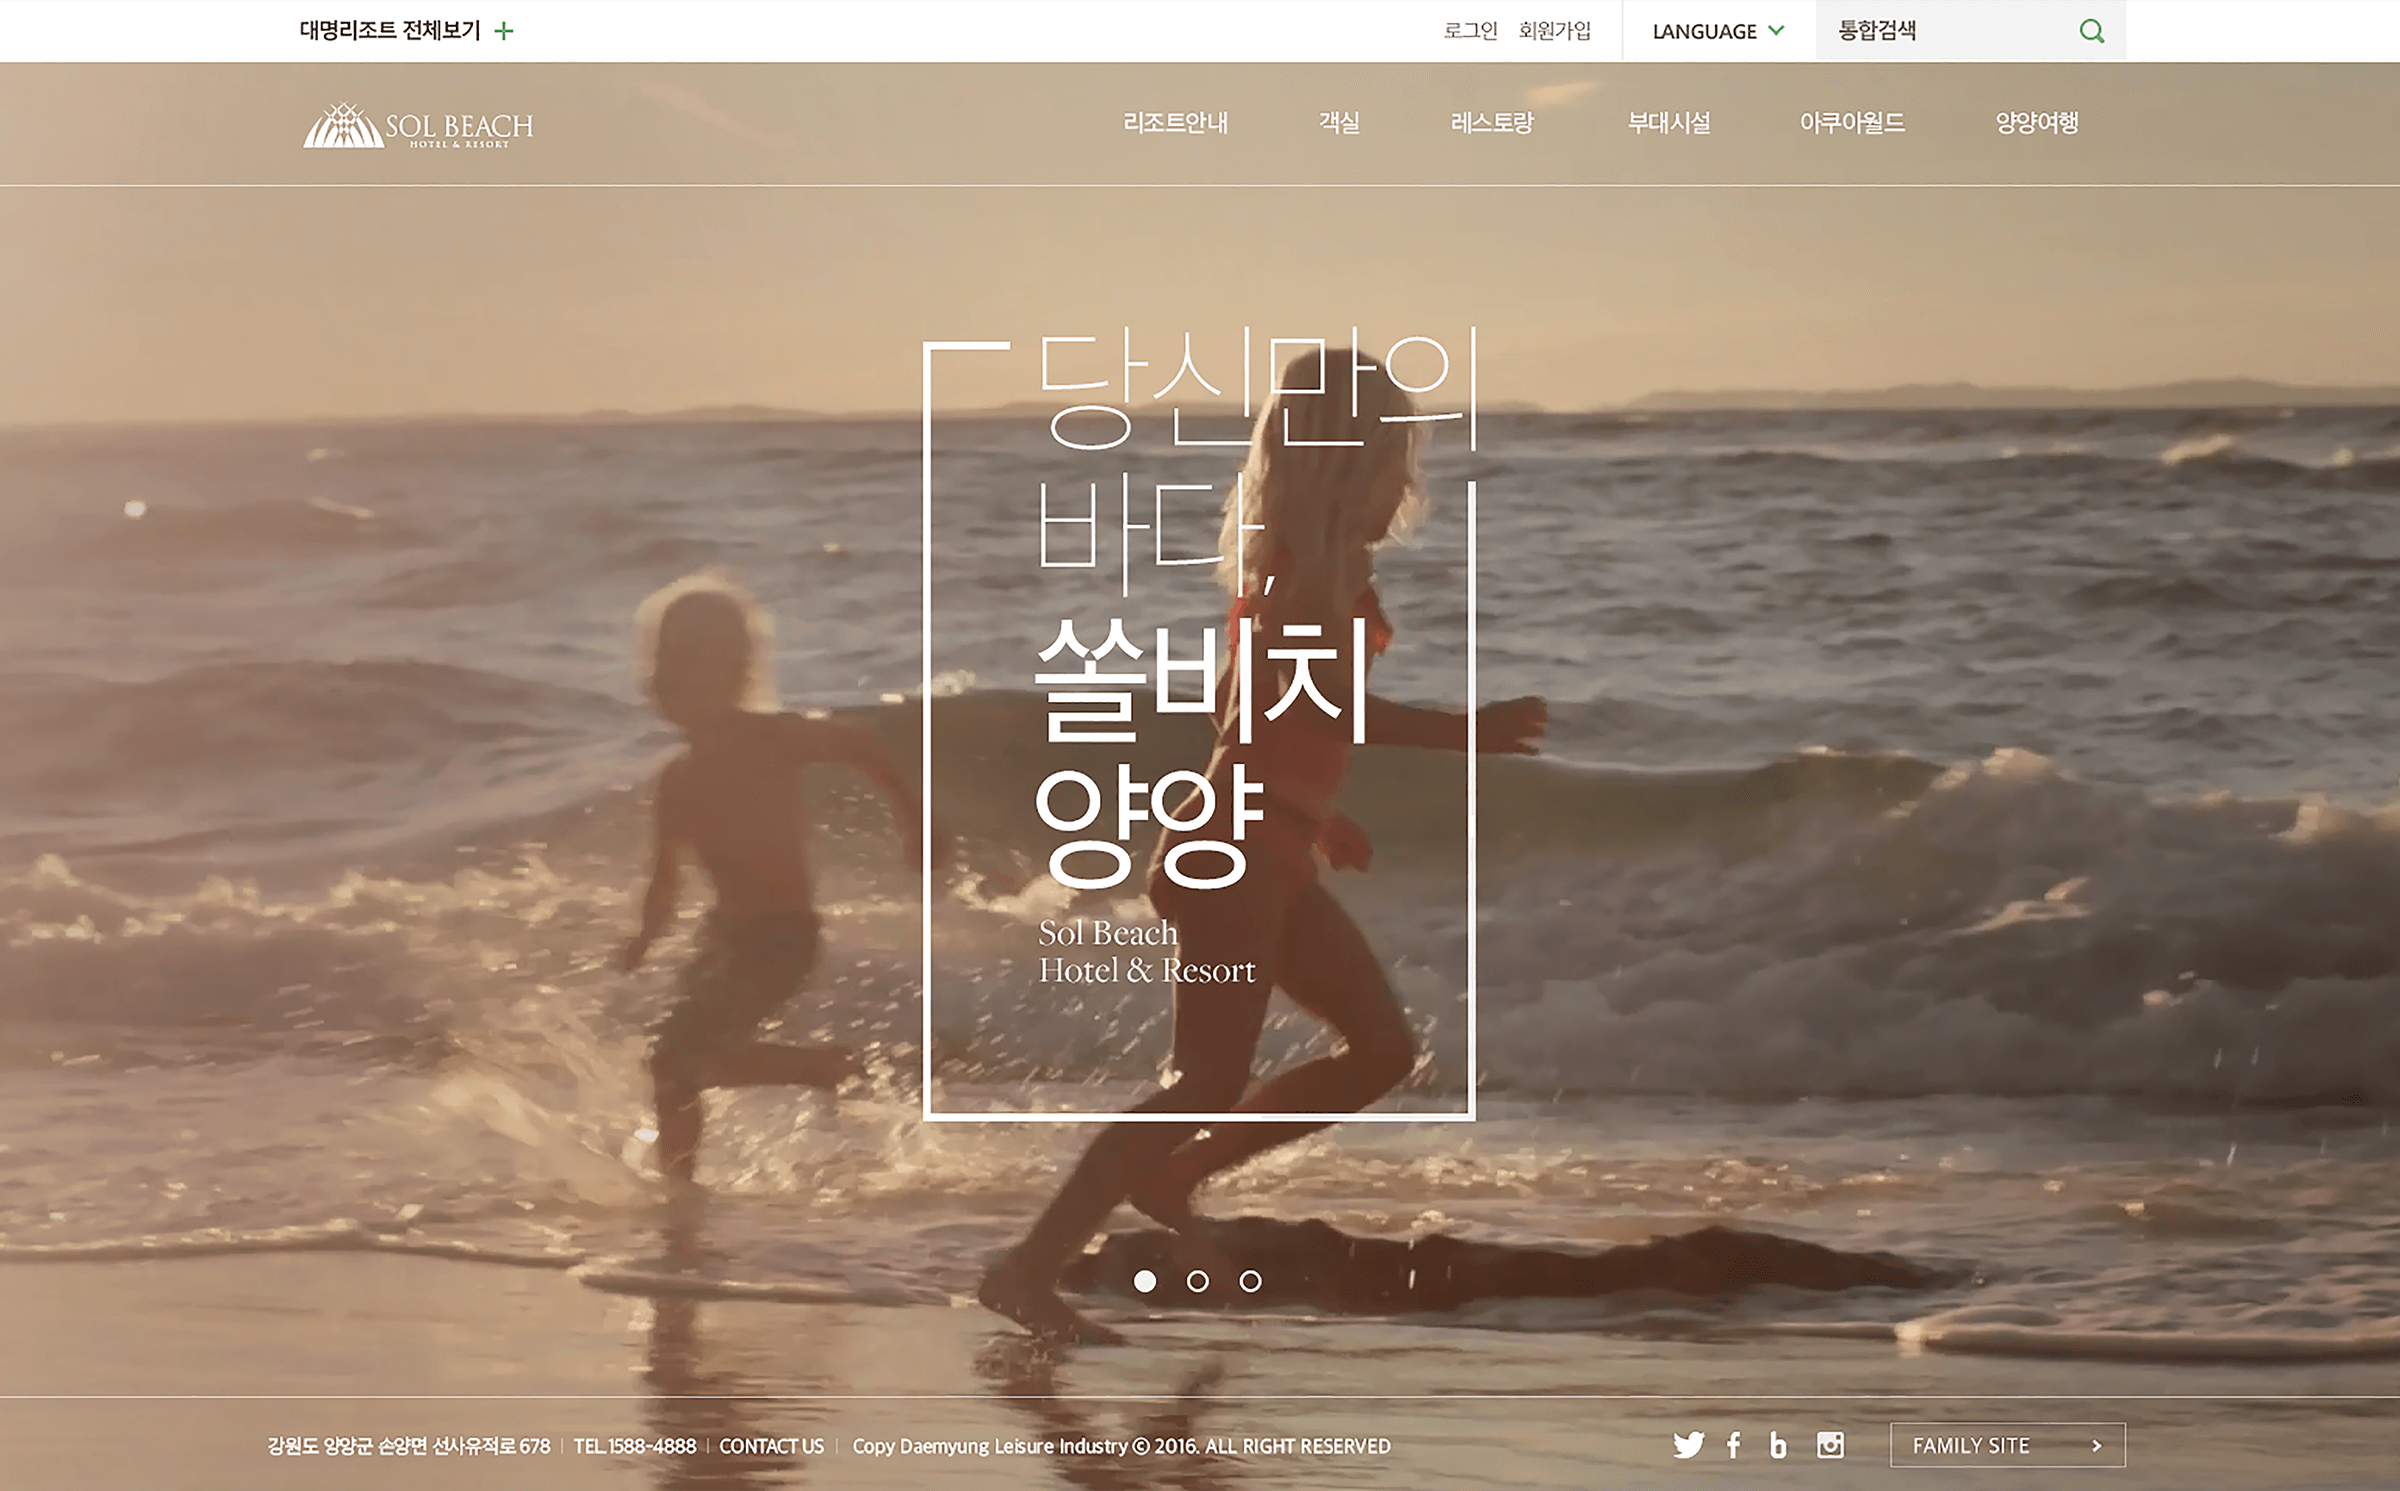 대명리조트 전체보기
로그인 회원가입 LANGUAGE 통합검색
SOL BEACH
HOTEL & RESORT
리조트안내 객실 레스토랑 부대시설 아쿠아월드 양양여행
당신만의
바다,
쏠비치
양양
Sol Beach
Hotel & Resort
강원도 양양군 손양면 선사유적로 678 TEL.1588-4888 CONTACT US Copy Daemyung Leisure Industry © 2016. ALL RIGHT RESERVED
FAMILY SITE